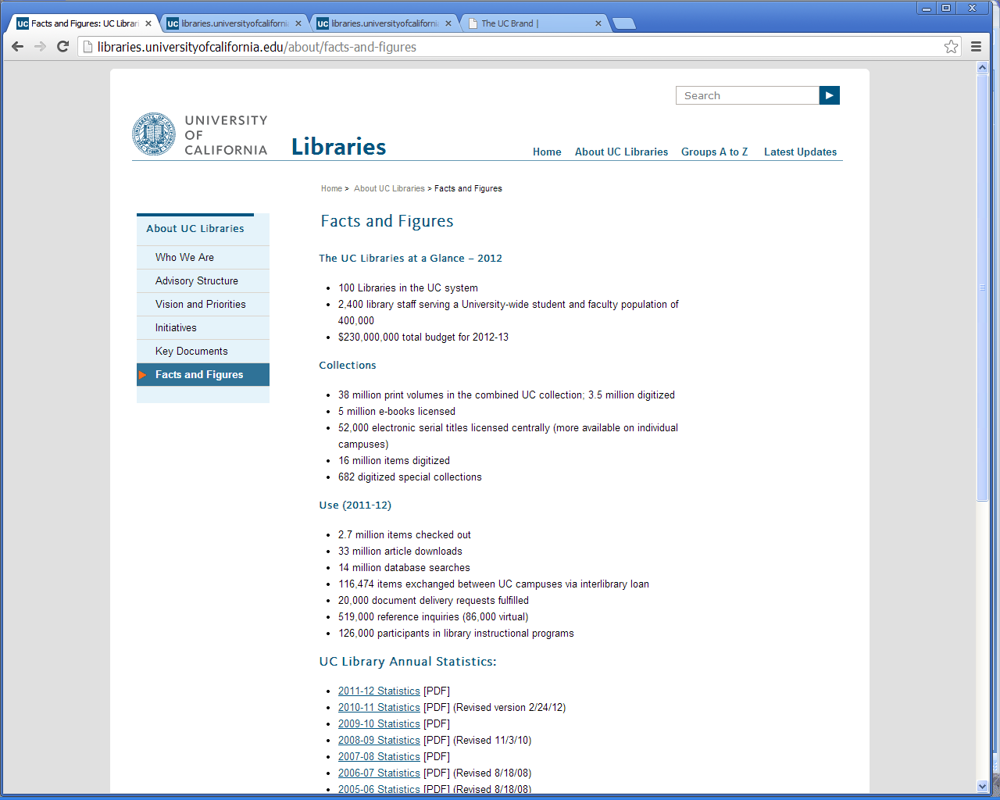 Facts and Figures: UC Librar
libraries.universityofcaliforni
libraries.universityofcaliforni
The UC Brand |
libraries.universityofcalifornia.edu/about/facts-and-figures
Search
UNIVERSITY
OF
CALIFORNIA
Libraries
Home About UC Libraries Groups A to Z Latest Updates
Home > About UC Libraries > Facts and Figures
About UC Libraries
Who We Are
Advisory Structure
Vision and Priorities
Initiatives
Key Documents
Facts and Figures
Facts and Figures
The UC Libraries at a Glance – 2012
100 Libraries in the UC system
2,400 library staff serving a University-wide student and faculty population of
400,000
$230,000,000 total budget for 2012-13
Collections
38 million print volumes in the combined UC collection; 3.5 million digitized
5 million e-books licensed
52,000 electronic serial titles licensed centrally (more available on individual
campuses)
16 million items digitized
682 digitized special collections
Use (2011-12)
2.7 million items checked out
33 million article downloads
14 million database searches
116,474 items exchanged between UC campuses via interlibrary loan
20,000 document delivery requests fulfilled
519,000 reference inquiries (86,000 virtual)
126,000 participants in library instructional programs
UC Library Annual Statistics:
2011-12 Statistics [PDF]
2010-11 Statistics [PDF] (Revised version 2/24/12)
2009-10 Statistics [PDF]
2008-09 Statistics [PDF] (Revised 11/3/10)
2007-08 Statistics [PDF]
2006-07 Statistics [PDF] (Revised 8/18/08)
2005-06 Statistics [PDF] (Revised 8/18/08)